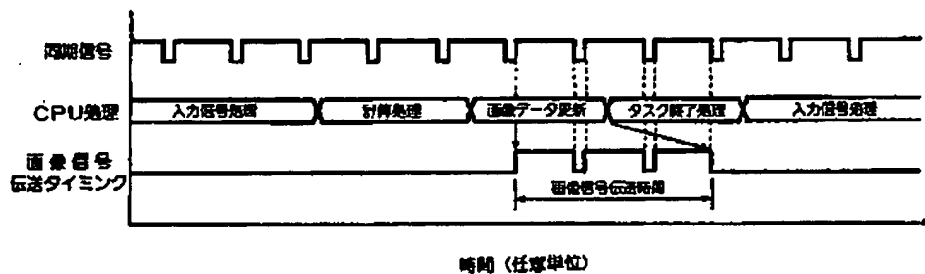 同期信号
CPU処理
入力信号処理
計算処理
画像データ更新
タスク終了処理
入力信号処理
画像信号
伝送タイミング
画像信号伝送時間
時間（任意単位）